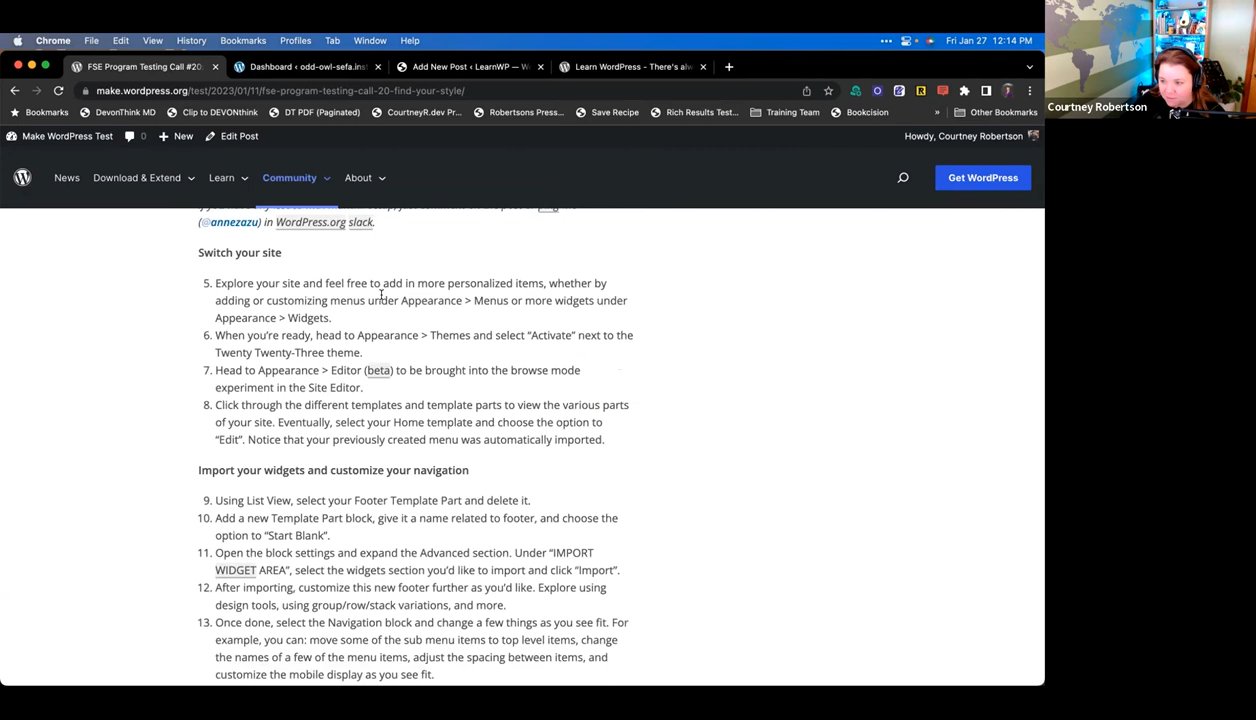 Chrome File Edit View History Bookmarks Profiles Tab Window Help Fri Jan 27 12:14 PM
FSE Program Testing Call #20: Dashboard ‹ odd-owl-sefa.inst Add New Post ‹ LearnWP — W Learn WordPress - There's alw
make.wordpress.org/test/2023/01/11/fse-program-testing-call-20-find-your-style/
Bookmarks DevonThink MD Clip to DEVONthink DT PDF (Paginated) CourtneyR.dev Pr... Robertsons Press... Save Recipe Rich Results Test... Training Team Bookcision » Other Bookmarks
Make WordPress Test 0 New Edit Post Howdy, Courtney Robertson
News Download & Extend Learn Community About Get WordPress
(@annezazu) in WordPress.org slack.
Switch your site
5. Explore your site and feel free to add in more personalized items, whether by
adding or customizing menus under Appearance > Menus or more widgets under
Appearance > Widgets.
6. When you're ready, head to Appearance > Themes and select “Activate” next to the
Twenty Twenty-Three theme.
7. Head to Appearance > Editor (beta) to be brought into the browse mode
experiment in the Site Editor.
8. Click through the different templates and template parts to view the various parts
of your site. Eventually, select your Home template and choose the option to
“Edit”. Notice that your previously created menu was automatically imported.
Import your widgets and customize your navigation
9. Using List View, select your Footer Template Part and delete it.
10. Add a new Template Part block, give it a name related to footer, and choose the
option to “Start Blank”.
11. Open the block settings and expand the Advanced section. Under “IMPORT
WIDGET AREA”, select the widgets section you'd like to import and click “Import”.
12. After importing, customize this new footer further as you'd like. Explore using
design tools, using group/row/stack variations, and more.
13. Once done, select the Navigation block and change a few things as you see fit. For
example, you can: move some of the sub menu items to top level items, change
the names of a few of the menu items, adjust the spacing between items, and
customize the mobile display as you see fit.
Courtney Robertson